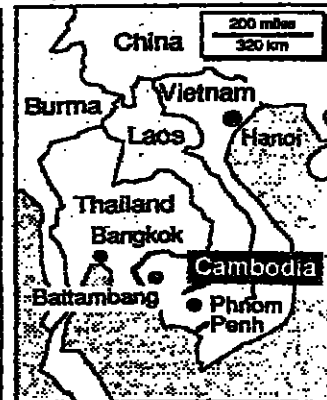 200 miles
320 km
China
Burma
Vietnam
Hanoi
Laos
Thailand
Bangkok
Cambodia
Battambang
Phnom
Penh